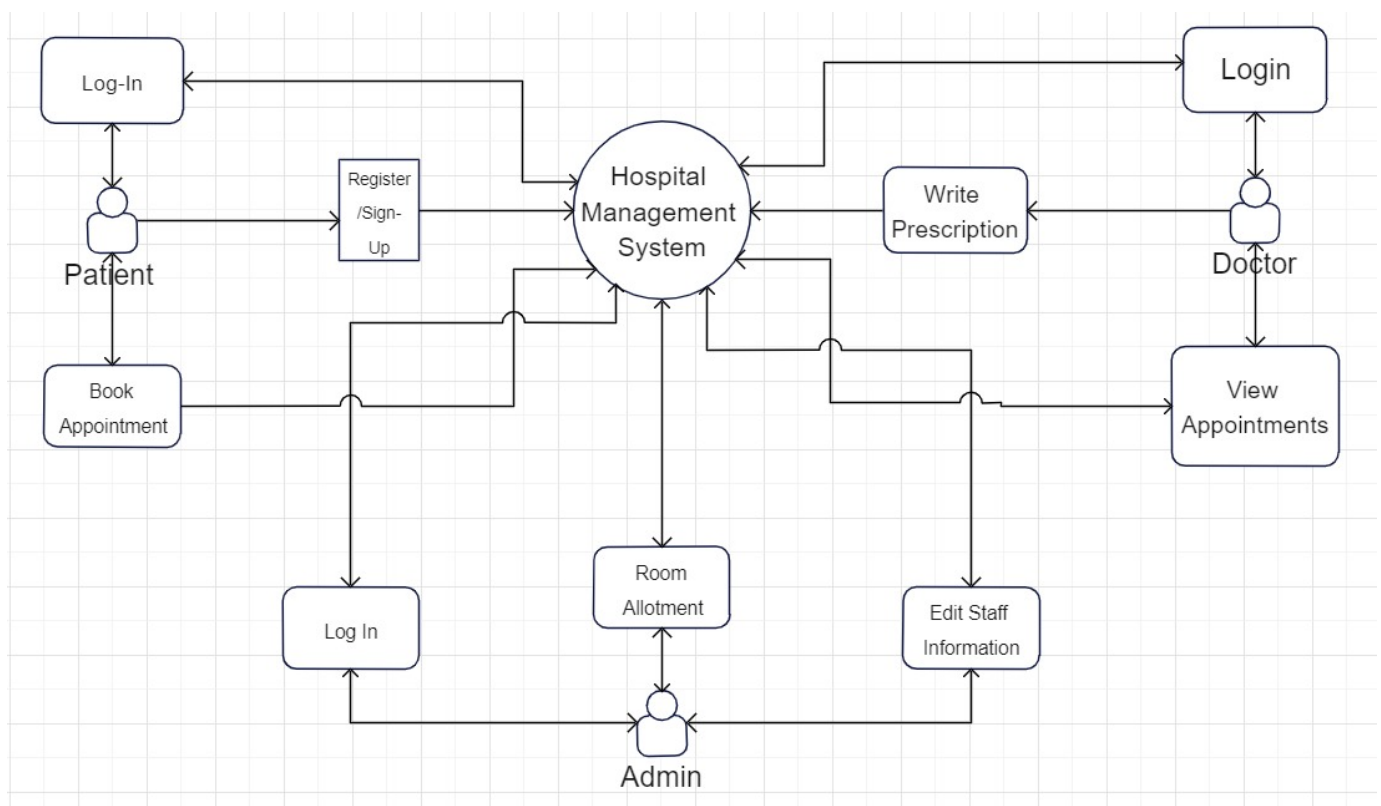 Log-In
Login
Register
/Sign-
Up
Hospital
Management
System
Write
Prescription
Patient
Doctor
Book
Appointment
View
Appointments
Room
Allotment
Log In
Edit Staff
Information
Admin